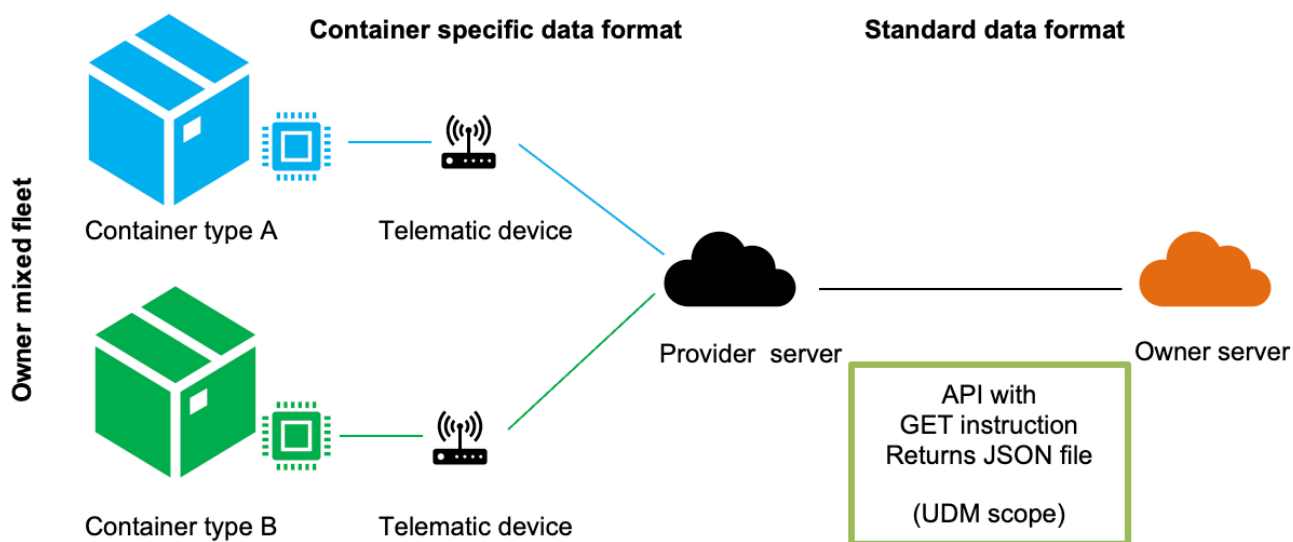 Container specific data format
Standard data format
Owner mixed fleet
Container type A
Telematic device
Provider server
Owner server
API with
GET instruction
Returns JSON file
(UDM scope)
Container type B
Telematic device